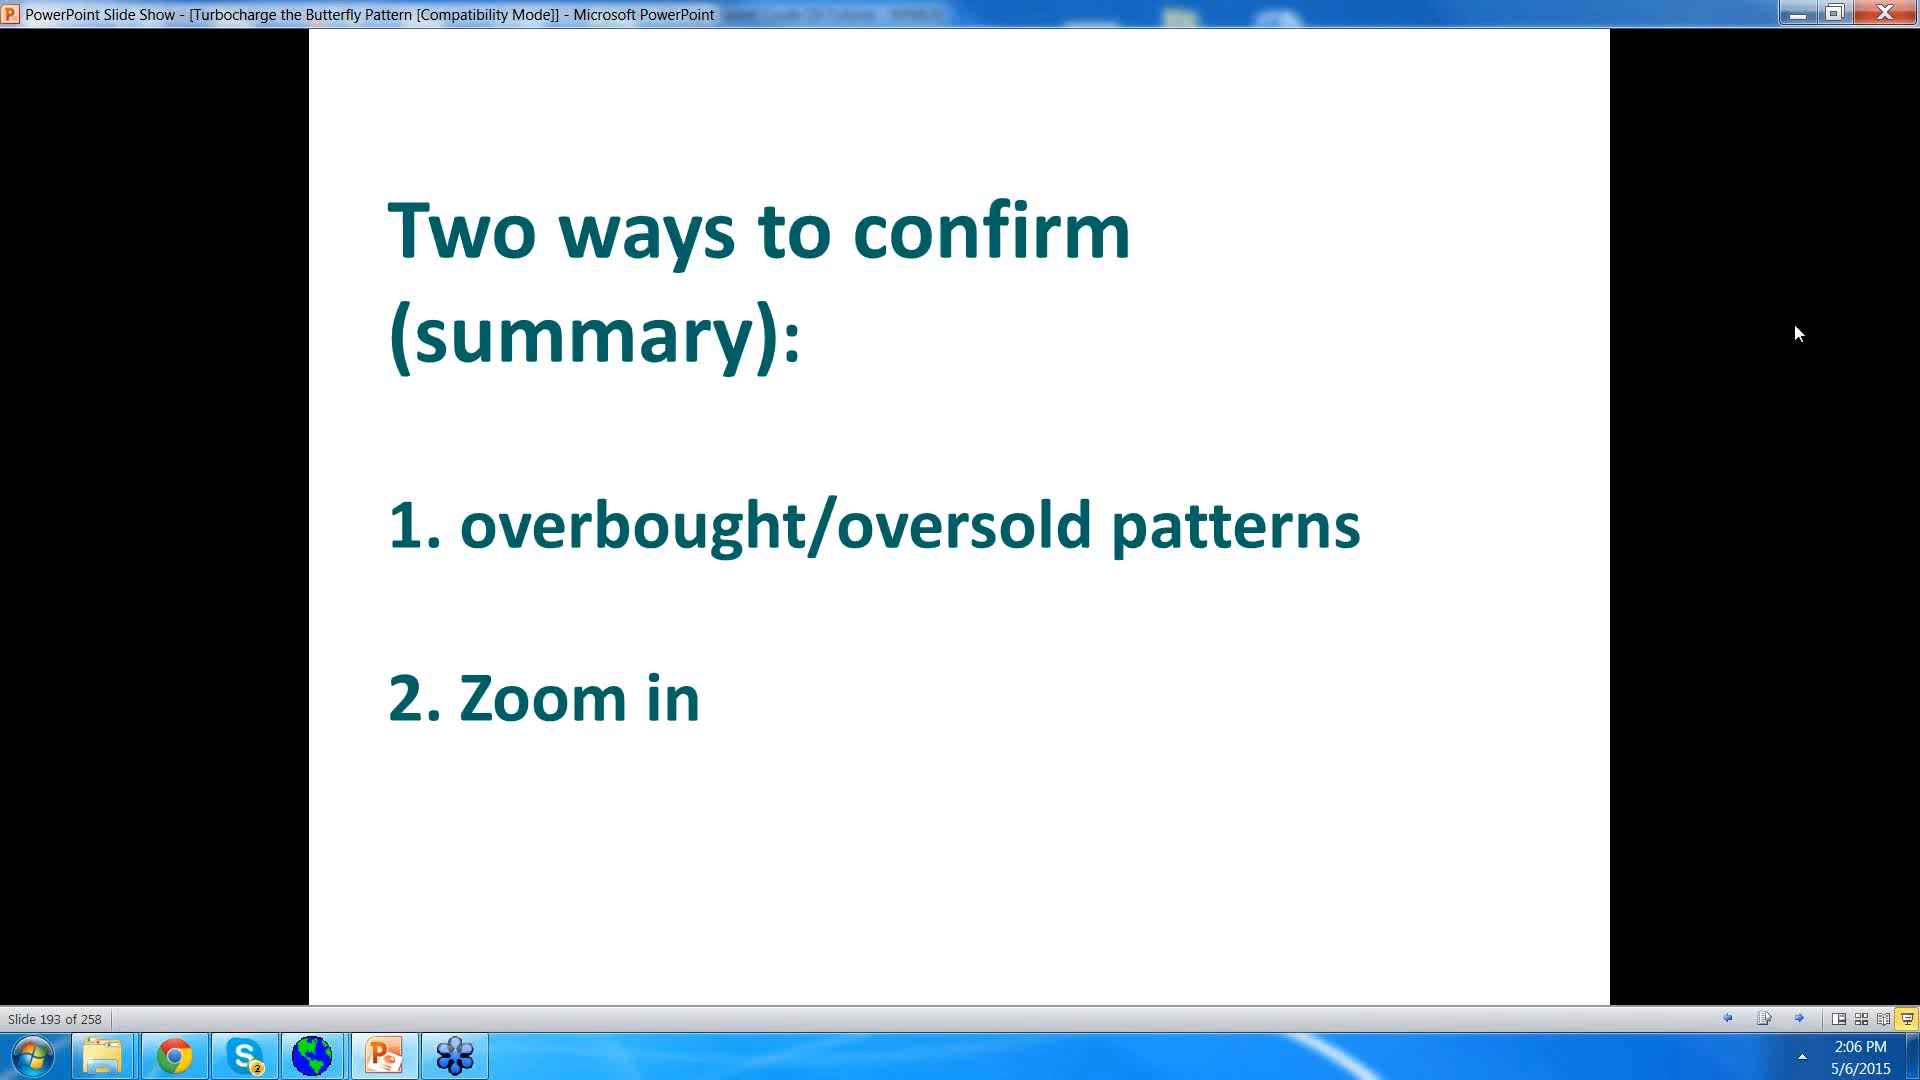 PowerPoint Slide Show - [Turbocharge the Butterfly Pattern [Compatibility Mode]] - Microsoft PowerPoint
Two ways to confirm
(summary):
1. overbought/oversold patterns
2. Zoom in
Slide 193 of 258
2
2:06 PM
5/6/2015